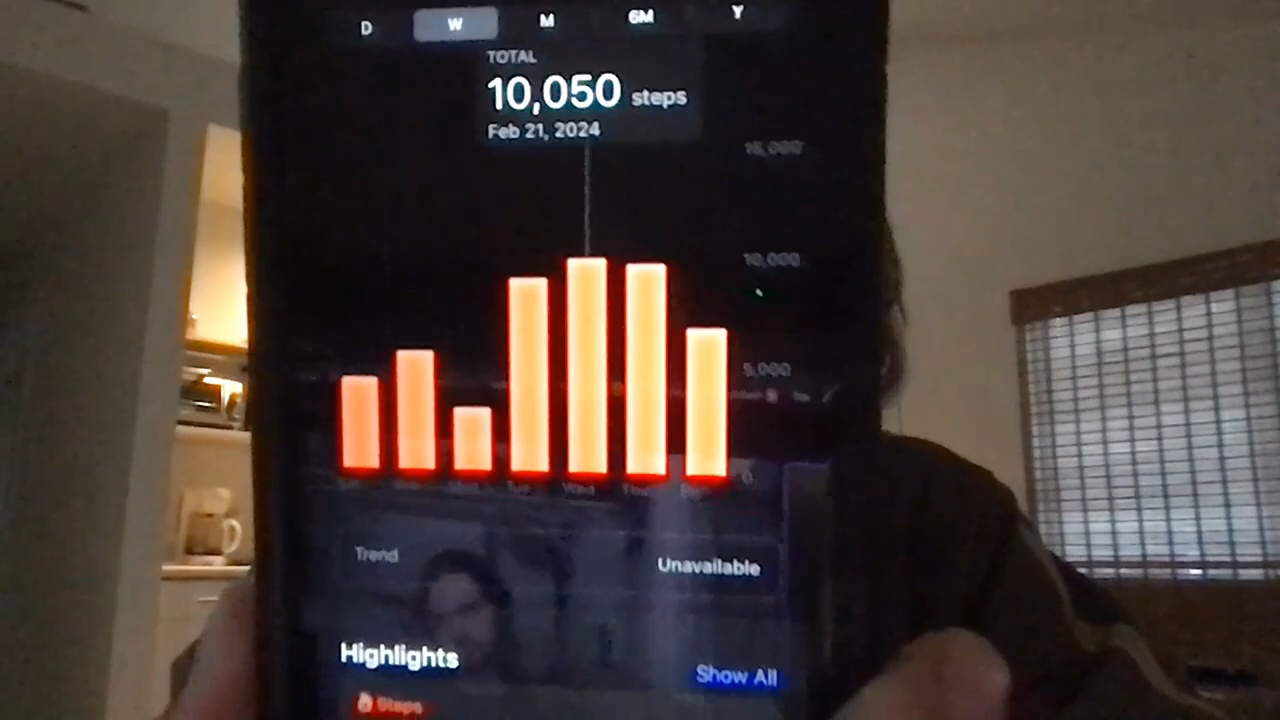 D W M 6M Y
TOTAL
10,050 steps
Feb 21, 2024
15,000
10,000
5,000
0
Wed
Trend Unavailable
Highlights Show All
Steps